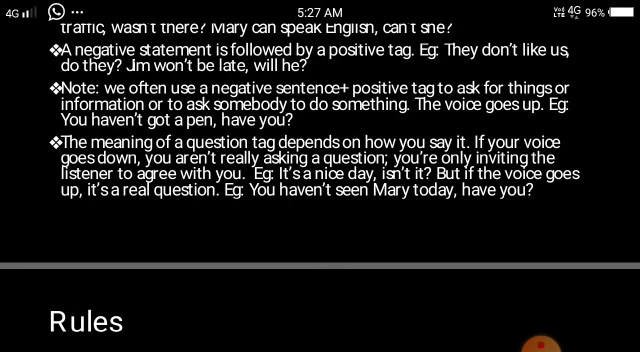 4G 5:27 AM VoLTE 4G 96%
traffic, wasn't there? Mary can speak English, can't she?
❖A negative statement is followed by a positive tag. Eg: They don't like us,
do they? Jim won't be late, will he?
❖Note: we often use a negative sentence+ positive tag to ask for things or
information or to ask somebody to do something. The voice goes up. Eg:
You haven't got a pen, have you?
❖The meaning of a question tag depends on how you say it. If your voice
goes down, you aren't really asking a question; you're only inviting the
listener to agree with you. Eg: It's a nice day, isn't it? But if the voice goes
up, it's a real question. Eg: You haven't seen Mary today, have you?
Rules